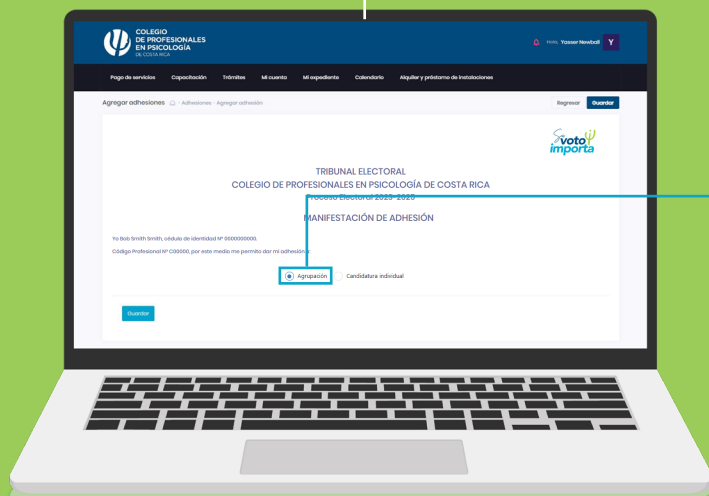 COLEGIO
DE PROFESIONALES
EN PSICOLOGÍA
DE COSTA RICA
Hola, Yasser Newball Y
Pago de servicios Capacitación Trámites Mi cuenta Mi expediente Calendario Alquiler y préstamo de instalaciones
Agregar adhesiones - Adhesiones - Agregar adhesión Regresar Guardar
Su voto importa
TRIBUNAL ELECTORAL
COLEGIO DE PROFESIONALES EN PSICOLOGÍA DE COSTA RICA
Proceso Electoral 2023-2025
MANIFESTACIÓN DE ADHESIÓN
Yo Bob Smith Smith, cédula de identidad Nº 0000000000.
Código Profesional Nº C00000, por este medio me permito dar mi adhesión a:
Agrupación Candidatura individual
Guardar